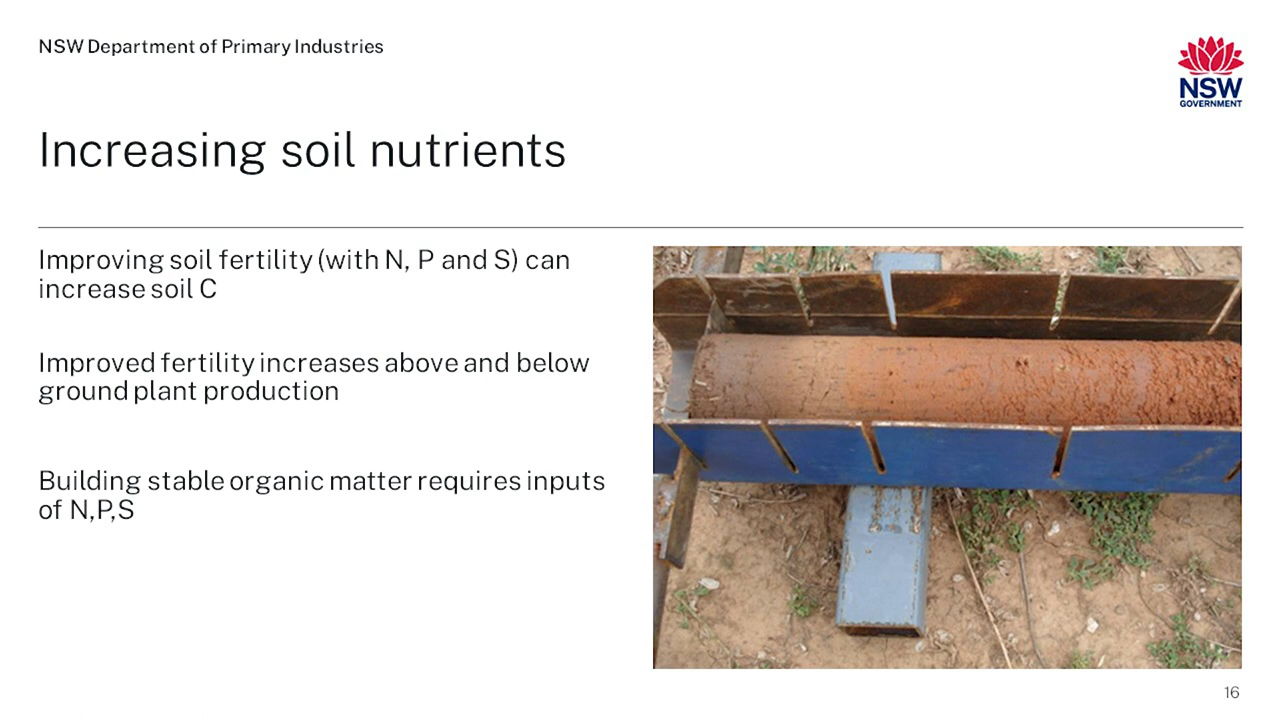 NSW Department of Primary Industries
NSW
GOVERNMENT
Increasing soil nutrients
Improving soil fertility (with N, P and S) can
increase soil C
Improved fertility increases above and below
ground plant production
Building stable organic matter requires inputs
of N,P,S
16